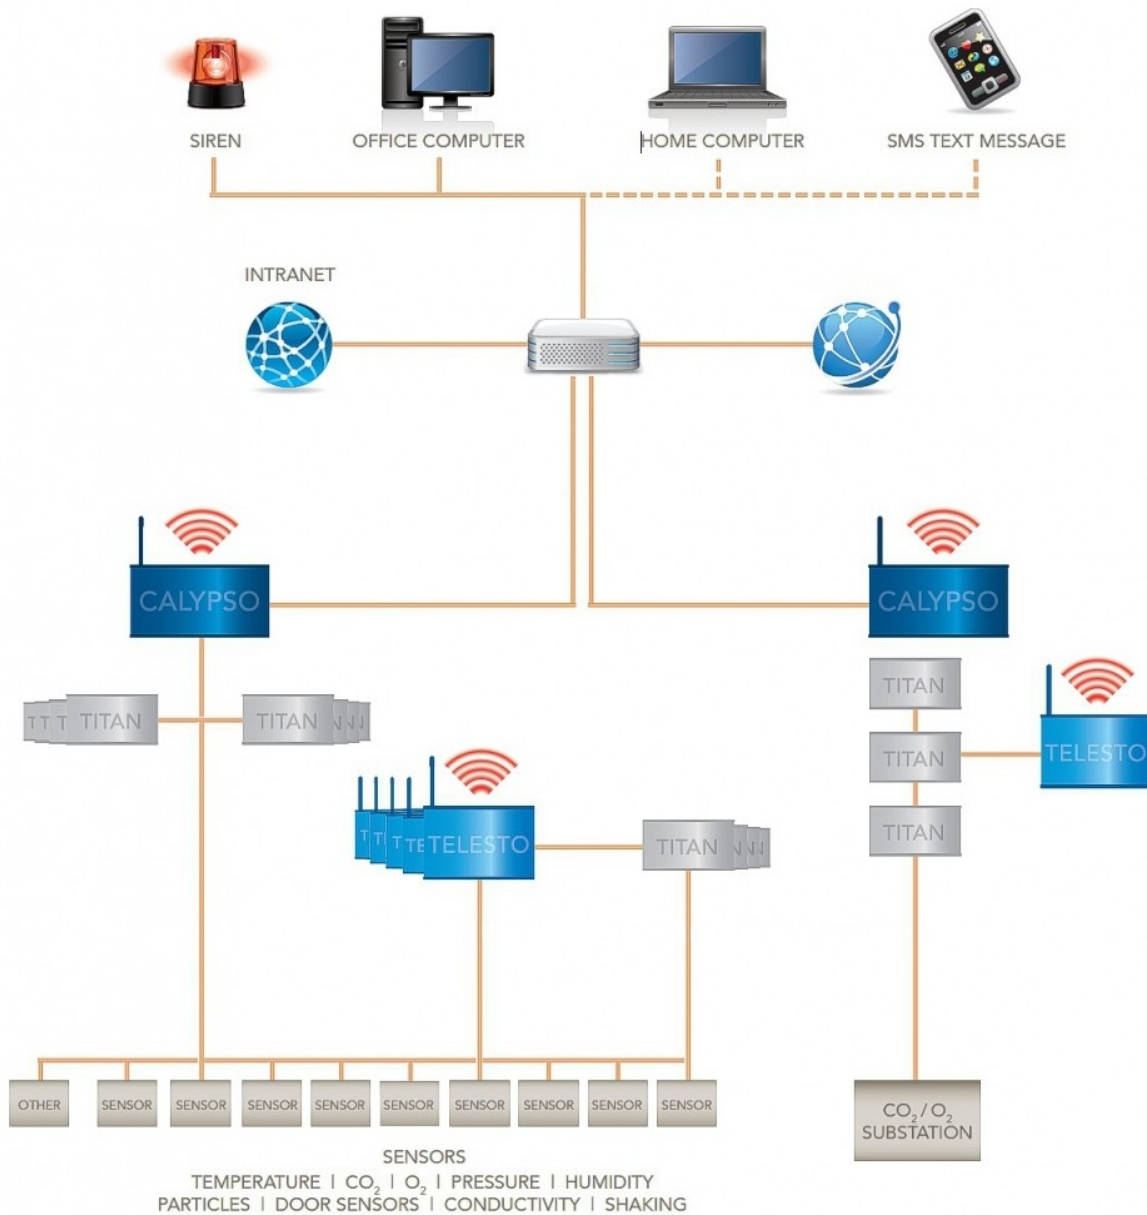 SIREN
OFFICE COMPUTER
HOME COMPUTER
SMS TEXT MESSAGE
INTRANET
CALYPSO
CALYPSO
TITAN
TITAN
TITAN
TELESTO
TITAN
TITAN
TELESTO
TITAN
OTHER
SENSOR
SENSOR
SENSOR
SENSOR
SENSOR
SENSOR
SENSOR
SENSOR
SENSOR
CO₂ / O₂
SUBSTATION
SENSORS
TEMPERATURE | CO₂ | O₂ | PRESSURE | HUMIDITY
PARTICLES | DOOR SENSORS | CONDUCTIVITY | SHAKING